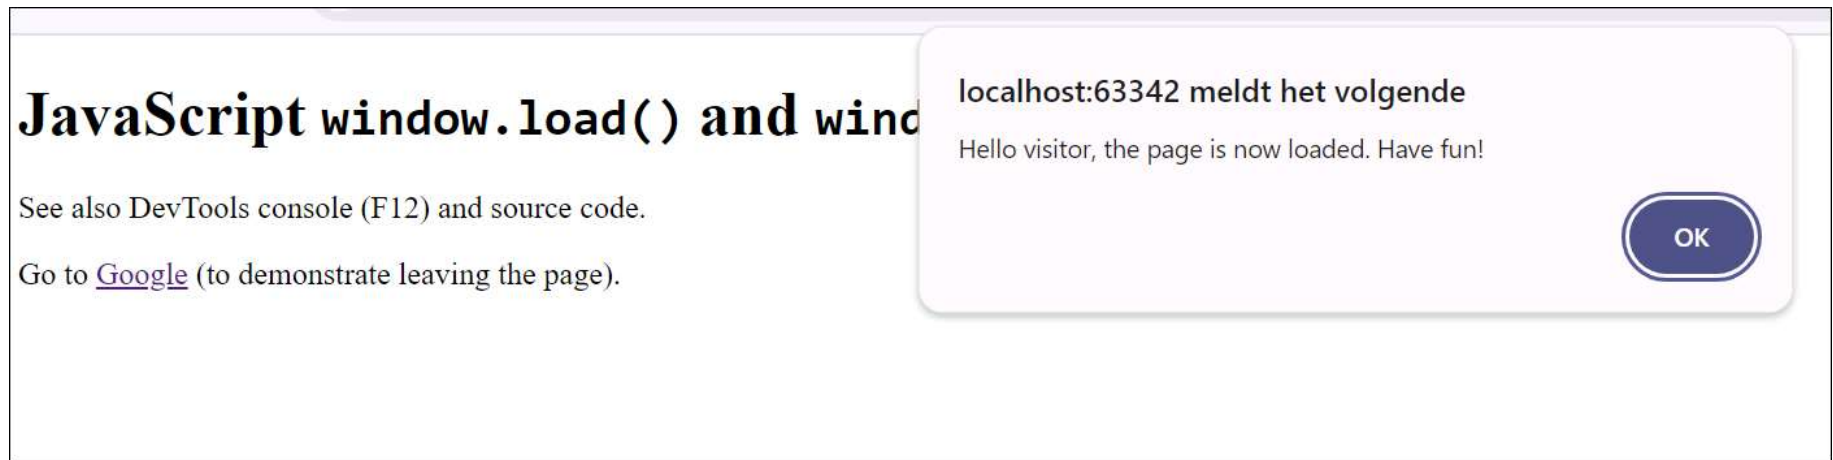 JavaScript window.load() and wind
See also DevTools console (F12) and source code.
Go to Google (to demonstrate leaving the page).
localhost:63342 meldt het volgende
Hello visitor, the page is now loaded. Have fun!
OK